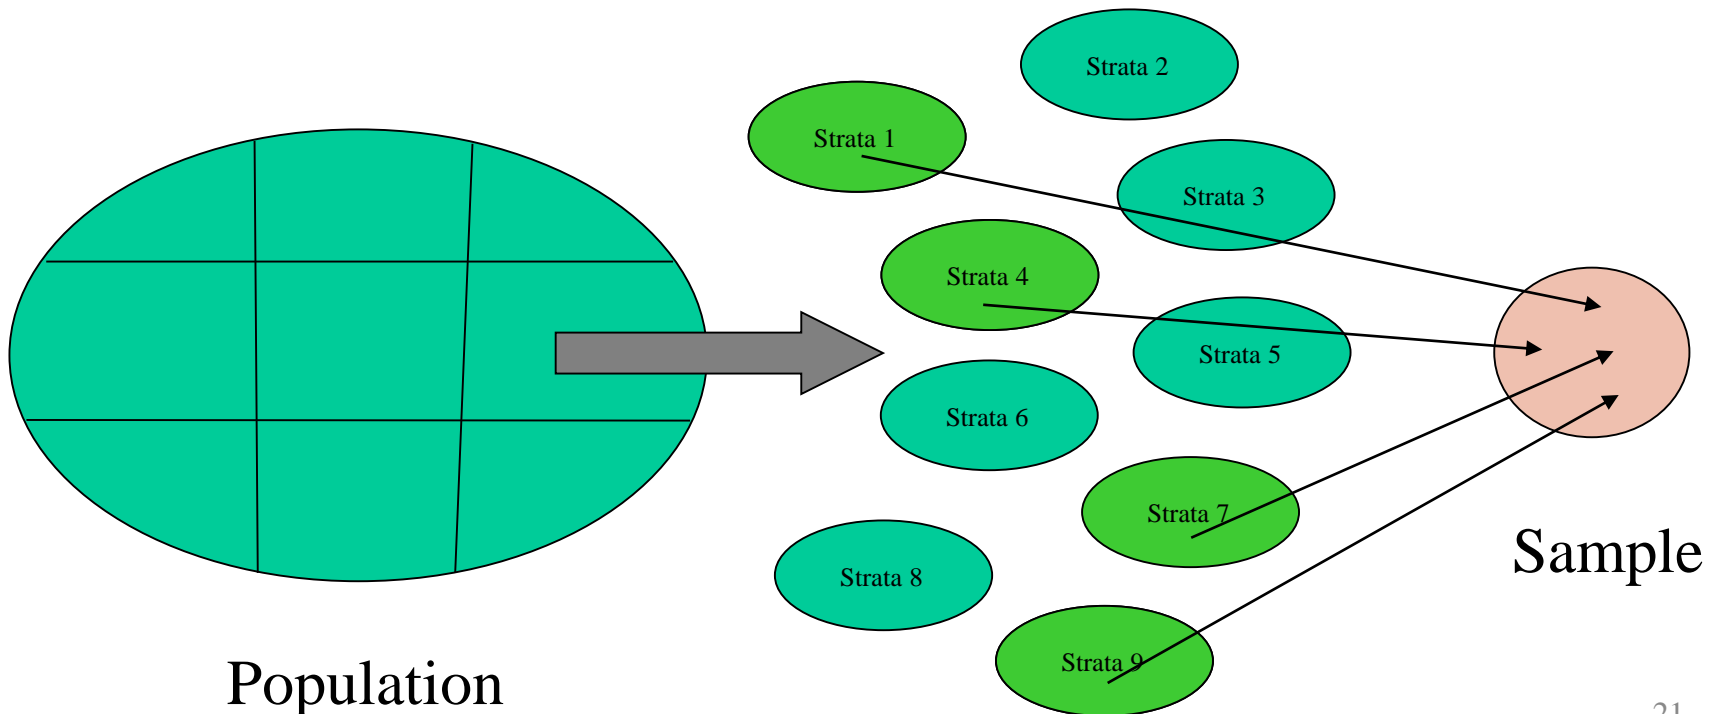 Strata 2
Strata 1
Strata 3
Strata 4
Strata 5
Strata 6
Strata 7
Strata 8
Strata 9
Sample
Population
21